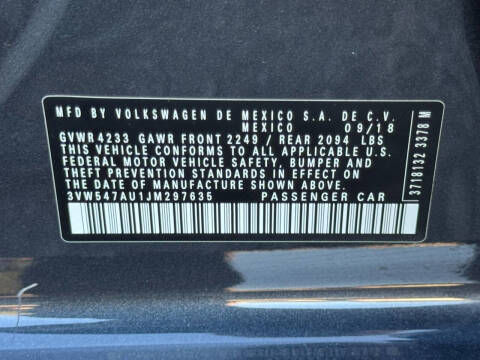 MFD BY VOLKSWAGEN DE MEXICO S.A. DE C.V.
MEXICO 09/18
GVWR 4233 GAWR FRONT 2249 / REAR 2094 LBS
THIS VEHICLE CONFORMS TO ALL APPLICABLE U.S.
FEDERAL MOTOR VEHICLE SAFETY, BUMPER AND
THEFT PREVENTION STANDARDS IN EFFECT ON
THE DATE OF MANUFACTURE SHOWN ABOVE.
3VW547AU1JM297635 PASSENGER CAR
3718132 3378 M